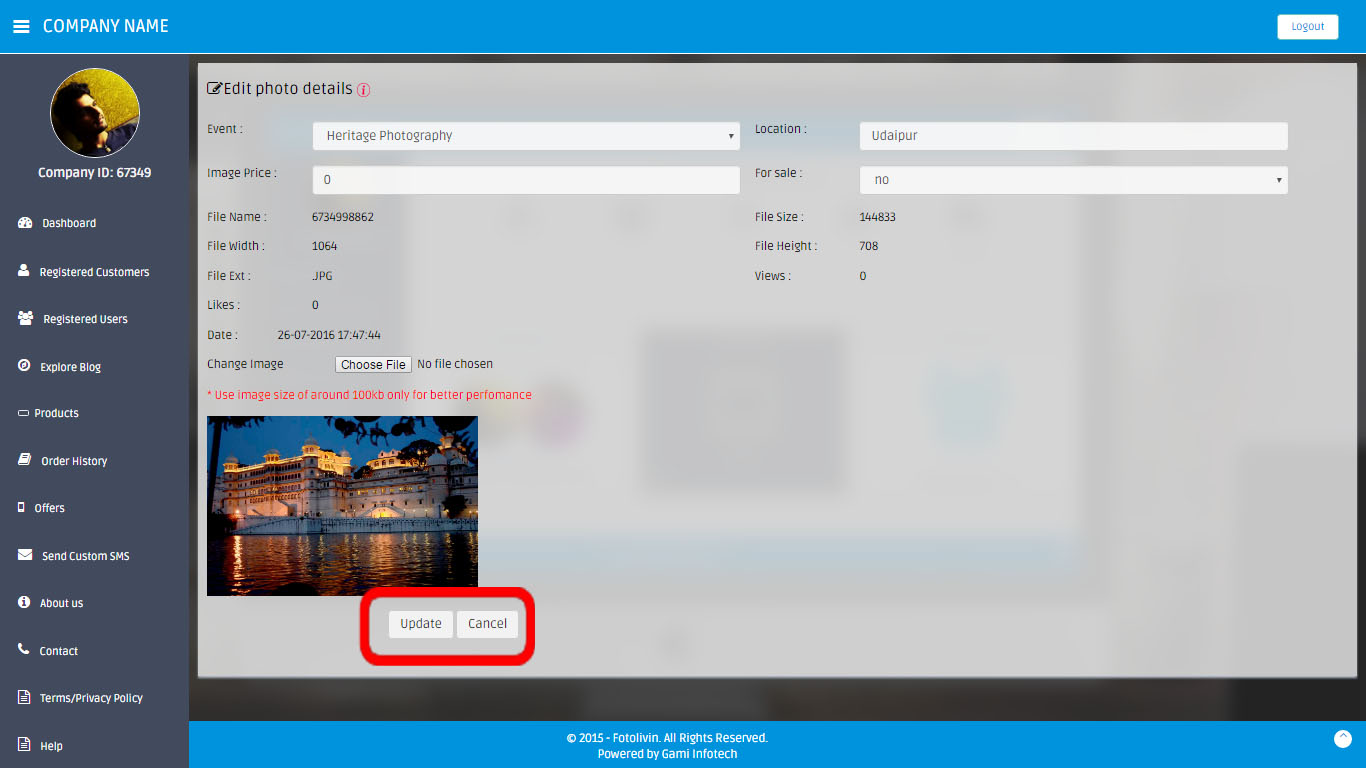 COMPANY NAME
Logout
Company ID: 67349
Dashboard
Registered Customers
Registered Users
Explore Blog
Products
Order History
Offers
Send Custom SMS
About us
Contact
Terms/Privacy Policy
Help
Edit photo details
Event : Heritage Photography Location : Udaipur
Image Price : 0 For sale : no
File Name : 6734998862 File Size : 144833
File Width : 1064 File Height : 708
File Ext : .JPG Views : 0
Likes : 0
Date : 26-07-2016 17:47:44
Change Image Choose File No file chosen
* Use image size of around 100kb only for better perfomance
Update Cancel
© 2015 - Fotolivin. All Rights Reserved.
Powered by Gami Infotech